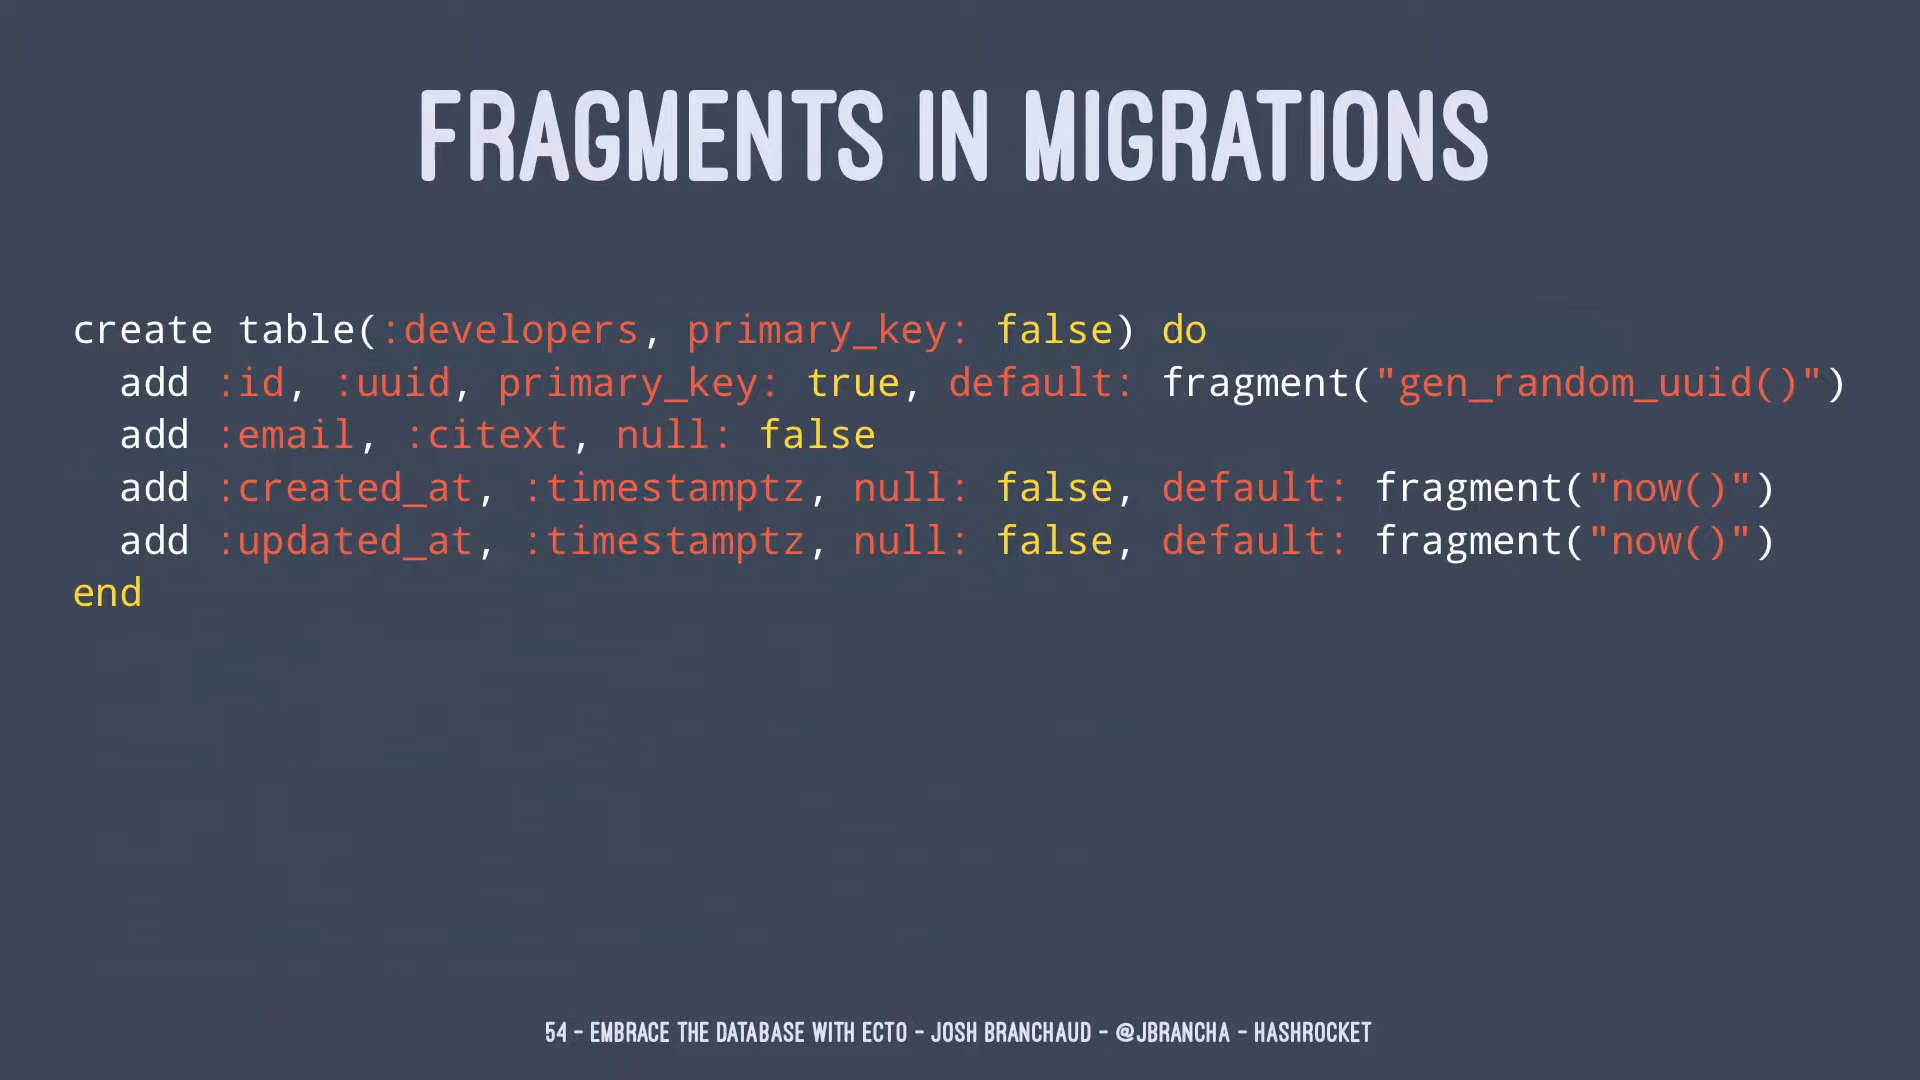 FRAGMENTS IN MIGRATIONS
create table(:developers, primary_key: false) do
  add :id, :uuid, primary_key: true, default: fragment("gen_random_uuid()")
  add :email, :citext, null: false
  add :created_at, :timestamptz, null: false, default: fragment("now()")
  add :updated_at, :timestamptz, null: false, default: fragment("now()")
end
54 – EMBRACE THE DATABASE WITH ECTO – JOSH BRANCHAUD – @JBRANCHA – HASHROCKET